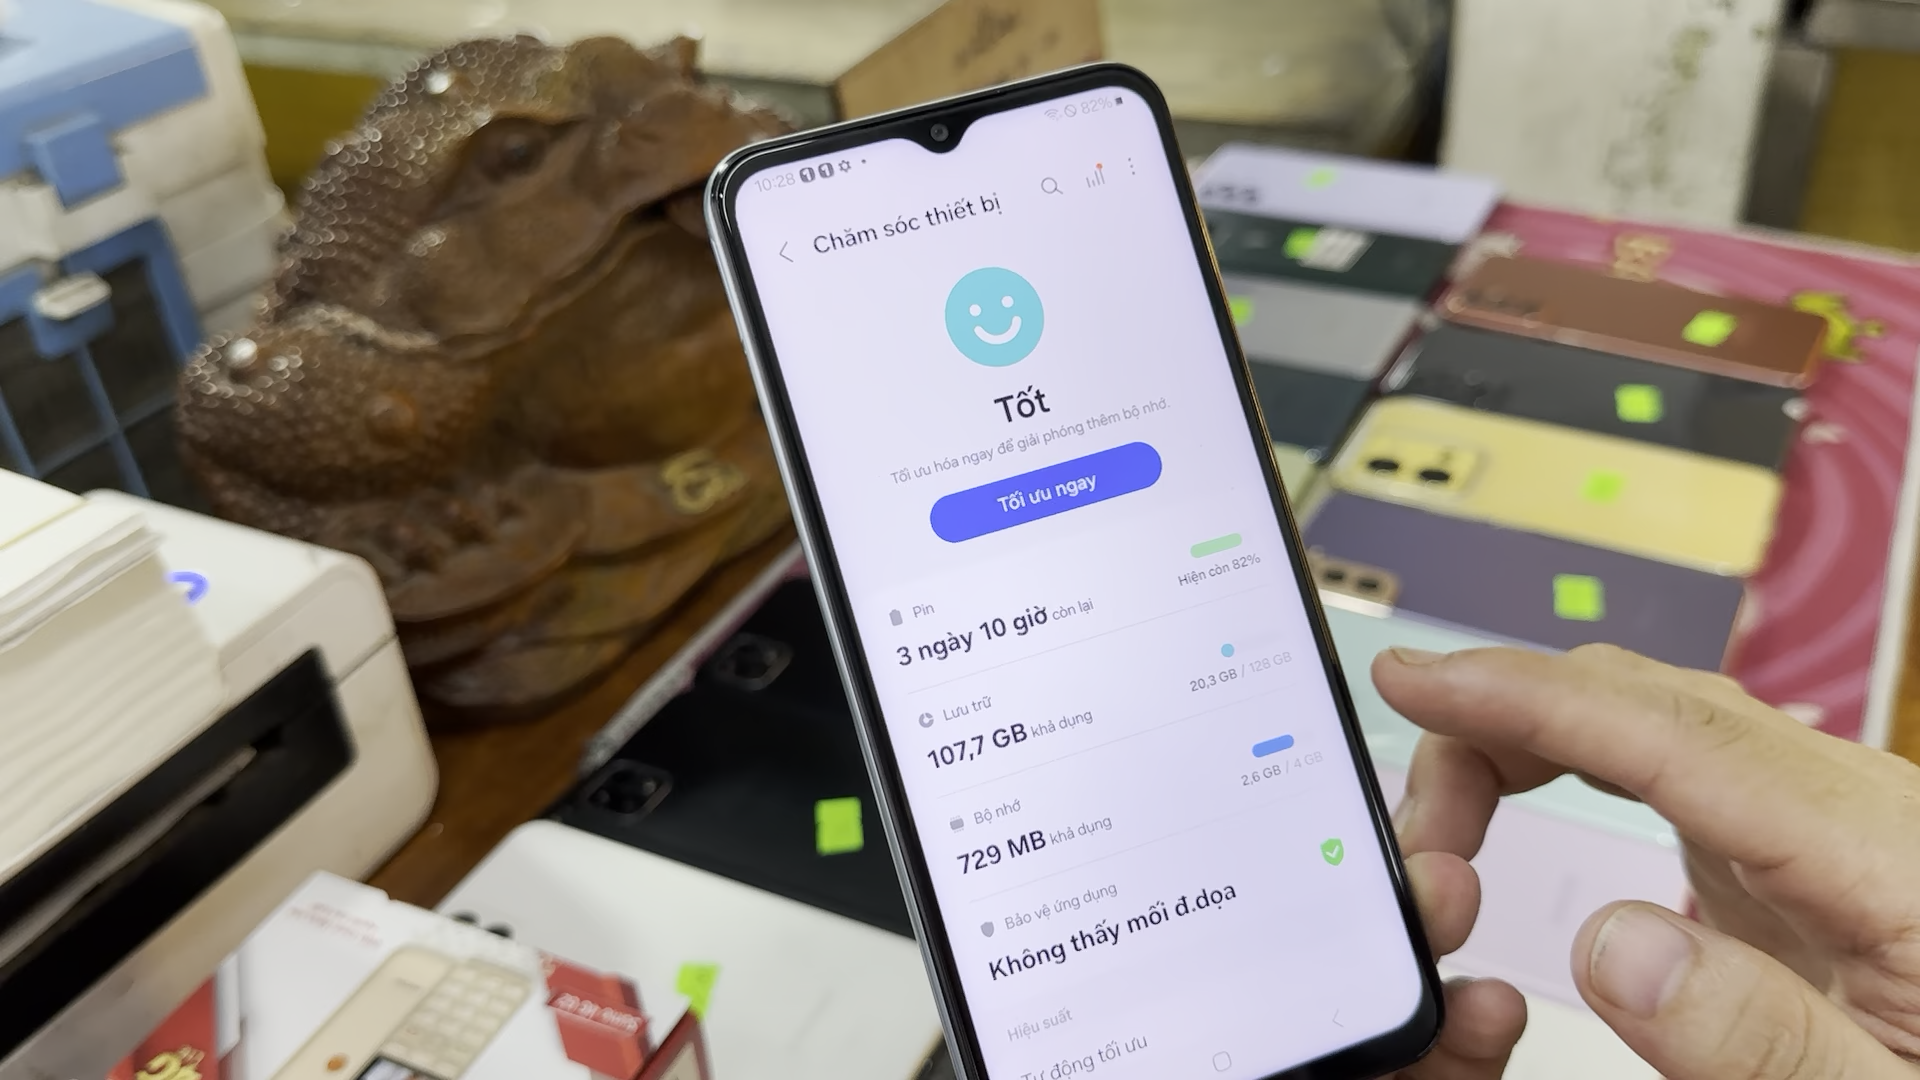 10:28
82%
Chăm sóc thiết bị
Tốt
Tối ưu hóa ngay để giải phóng thêm bộ nhớ.
Tối ưu ngay
Pin
3 ngày 10 giờ còn lại
Hiện còn 82%
Lưu trữ
107,7 GB khả dụng
20,3 GB / 128 GB
Bộ nhớ
729 MB khả dụng
2,6 GB / 4 GB
Bảo vệ ứng dụng
Không thấy mối đ.dọa
Hiệu suất
Tự động tối ưu